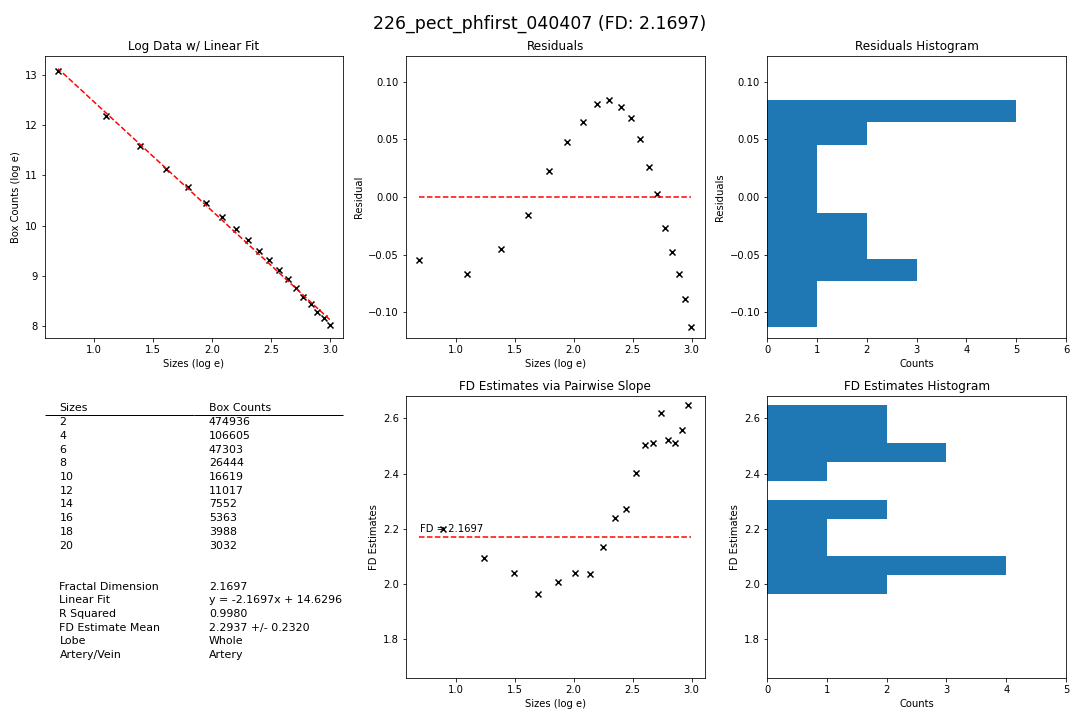 226_pect_phfirst_040407 (FD: 2.1697)
Log Data w/ Linear Fit
Box Counts (log e)
13
12
11
10
9
8
1.0 1.5 2.0 2.5 3.0
Sizes (log e)
Residuals
Residual
0.10
0.05
0.00
−0.05
−0.10
1.0 1.5 2.0 2.5 3.0
Sizes (log e)
Residuals Histogram
Residuals
0.10
0.05
0.00
−0.05
−0.10
0 1 2 3 4 5 6
Counts
Sizes Box Counts
2 474936
4 106605
6 47303
8 26444
10 16619
12 11017
14 7552
16 5363
18 3988
20 3032
Fractal Dimension 2.1697
Linear Fit y = -2.1697x + 14.6296
R Squared 0.9980
FD Estimate Mean 2.2937 +/- 0.2320
Lobe Whole
Artery/Vein Artery
FD Estimates via Pairwise Slope
FD Estimates
2.6
2.4
2.2
2.0
1.8
FD = 2.1697
1.0 1.5 2.0 2.5 3.0
Sizes (log e)
FD Estimates Histogram
FD Estimates
2.6
2.4
2.2
2.0
1.8
0 1 2 3 4 5
Counts